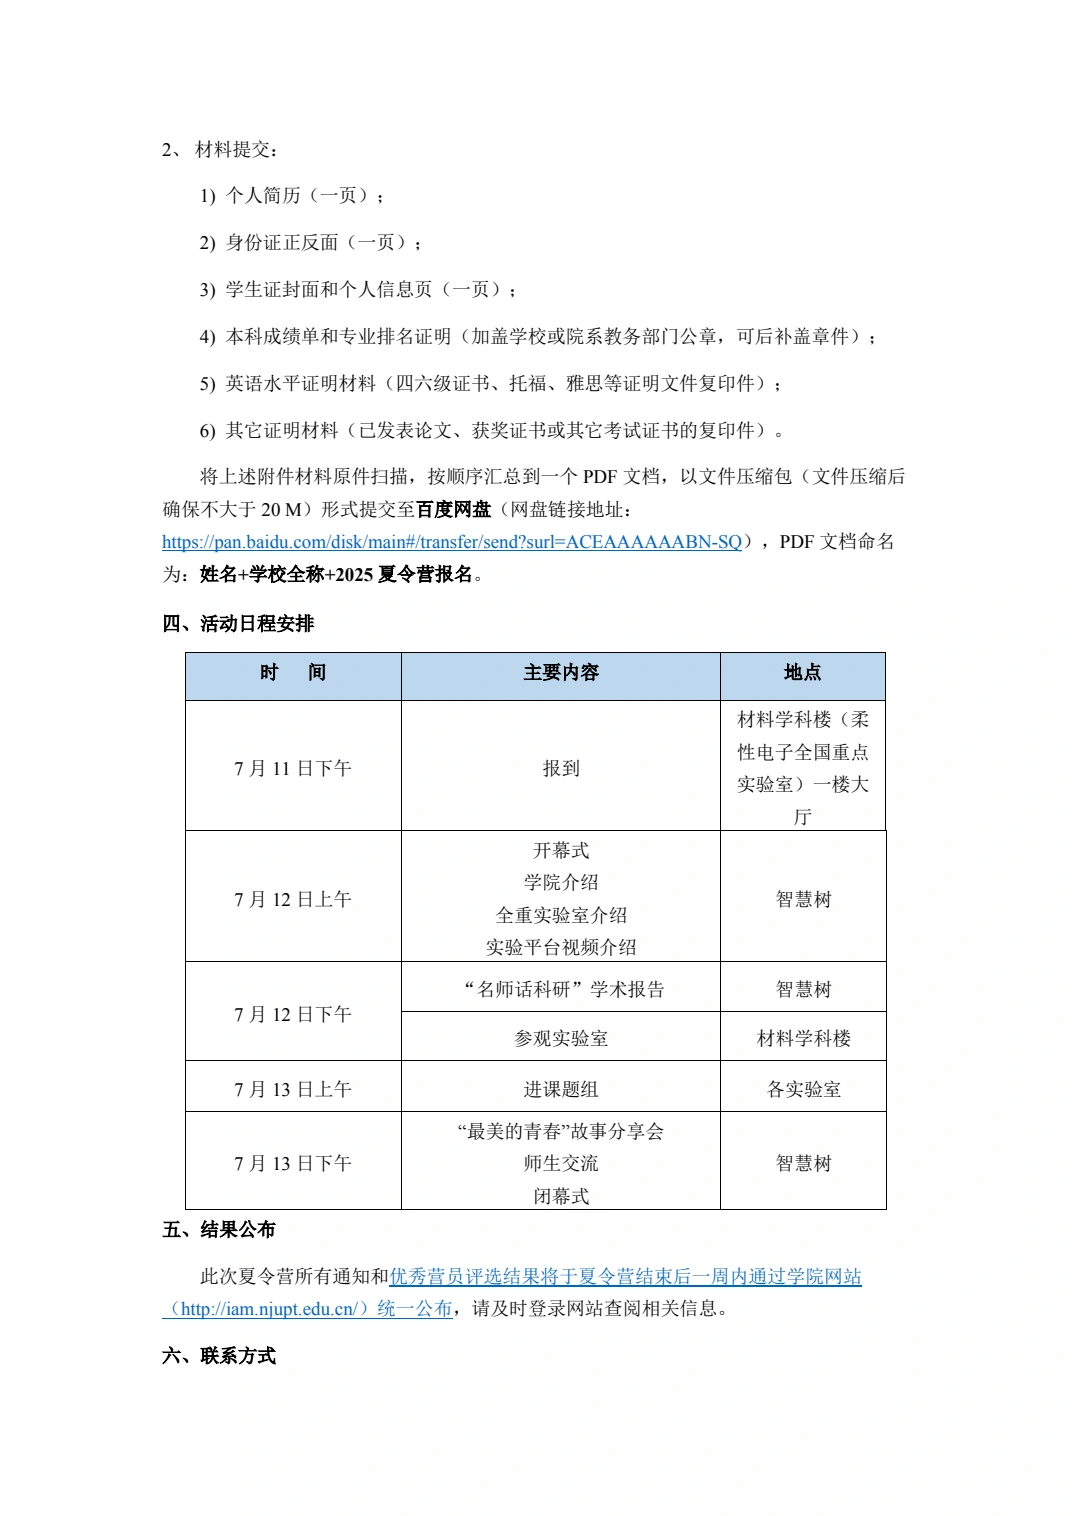 2、 材料提交：
1) 个人简历（一页）；
2) 身份证正反面（一页）；
3) 学生证封面和个人信息页（一页）；
4) 本科成绩单和专业排名证明（加盖学校或院系教务部门公章，可后补盖章件）；
5) 英语水平证明材料（四六级证书、托福、雅思等证明文件复印件）；
6) 其它证明材料（已发表论文、获奖证书或其它考试证书的复印件）。
将上述附件材料原件扫描，按顺序汇总到一个 PDF 文档，以文件压缩包（文件压缩后
确保不大于 20 M）形式提交至百度网盘（网盘链接地址：
https://pan.baidu.com/disk/main#/transfer/send?surl=ACEAAAAAABN-SQ），PDF 文档命名
为：姓名+学校全称+2025 夏令营报名。
四、活动日程安排
时 间 主要内容 地点
7 月 11 日下午 报到
材料学科楼（柔
性电子全国重点
实验室）一楼大
厅
7 月 12 日上午
开幕式
学院介绍
全重实验室介绍
实验平台视频介绍
智慧树
7 月 12 日下午
“名师话科研”学术报告 智慧树
参观实验室 材料学科楼
7 月 13 日上午 进课题组 各实验室
7 月 13 日下午
“最美的青春”故事分享会
师生交流
闭幕式
智慧树
五、结果公布
此次夏令营所有通知和优秀营员评选结果将于夏令营结束后一周内通过学院网站
（http://iam.njupt.edu.cn/）统一公布，请及时登录网站查阅相关信息。
六、联系方式